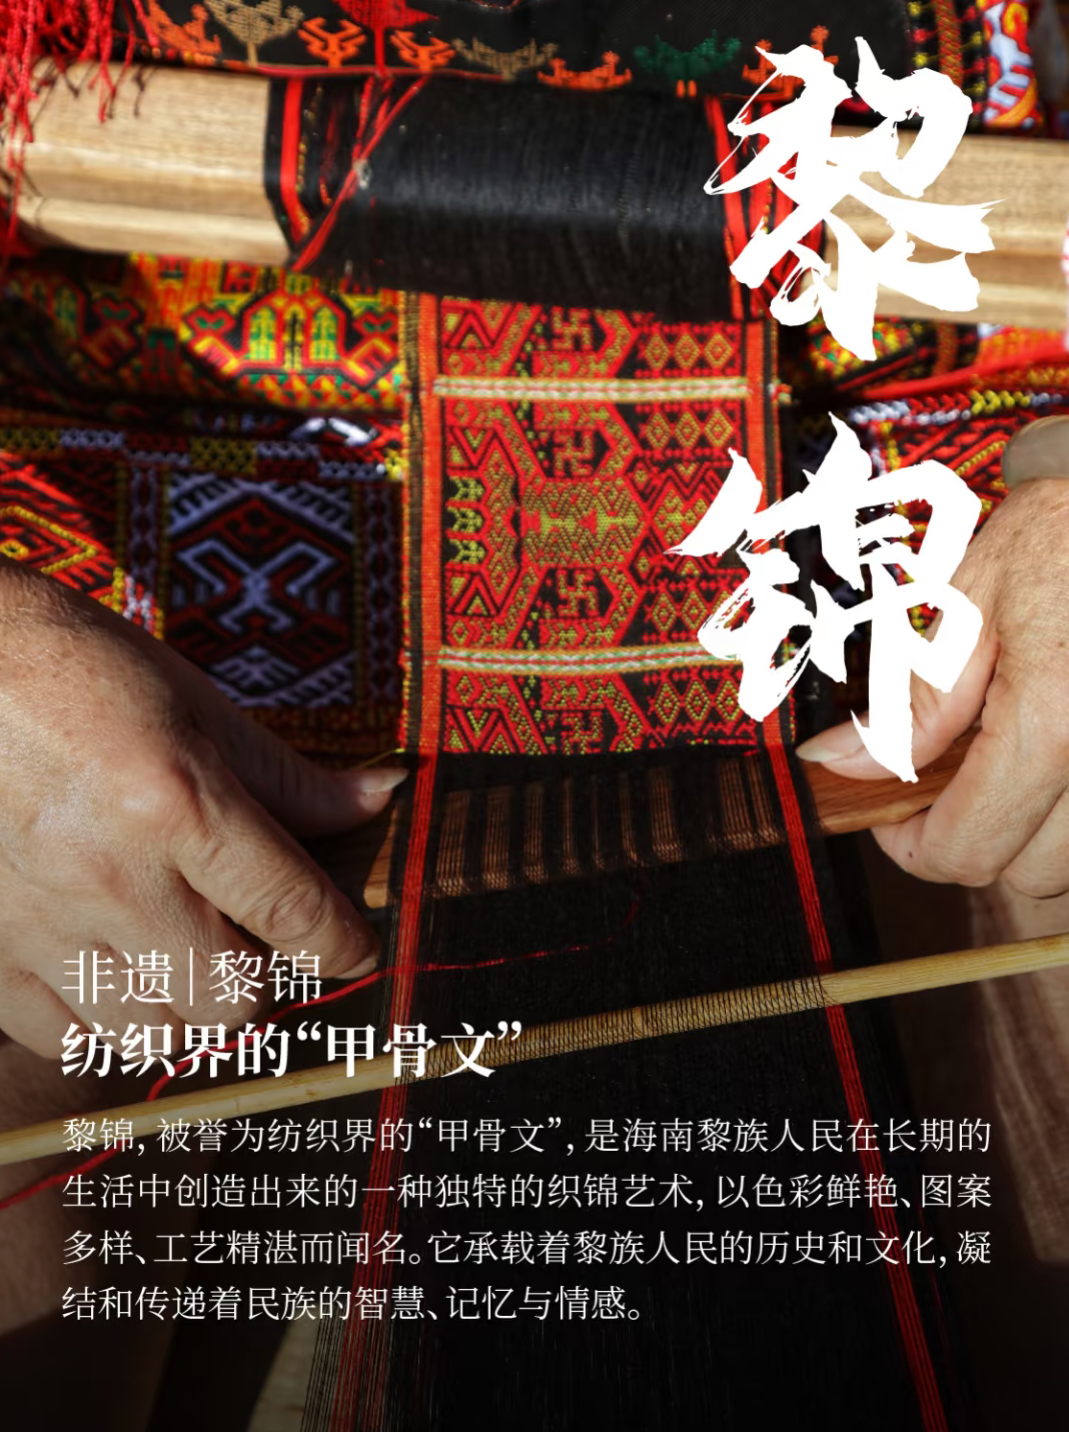 黎
锦
非遗|黎锦
纺织界的“甲骨文”
黎锦，被誉为纺织界的“甲骨文”，是海南黎族人民在长期的
生活中创造出来的一种独特的织锦艺术，以色彩鲜艳、图案
多样、工艺精湛而闻名。它承载着黎族人民的历史和文化，凝
结和传递着民族的智慧、记忆与情感。